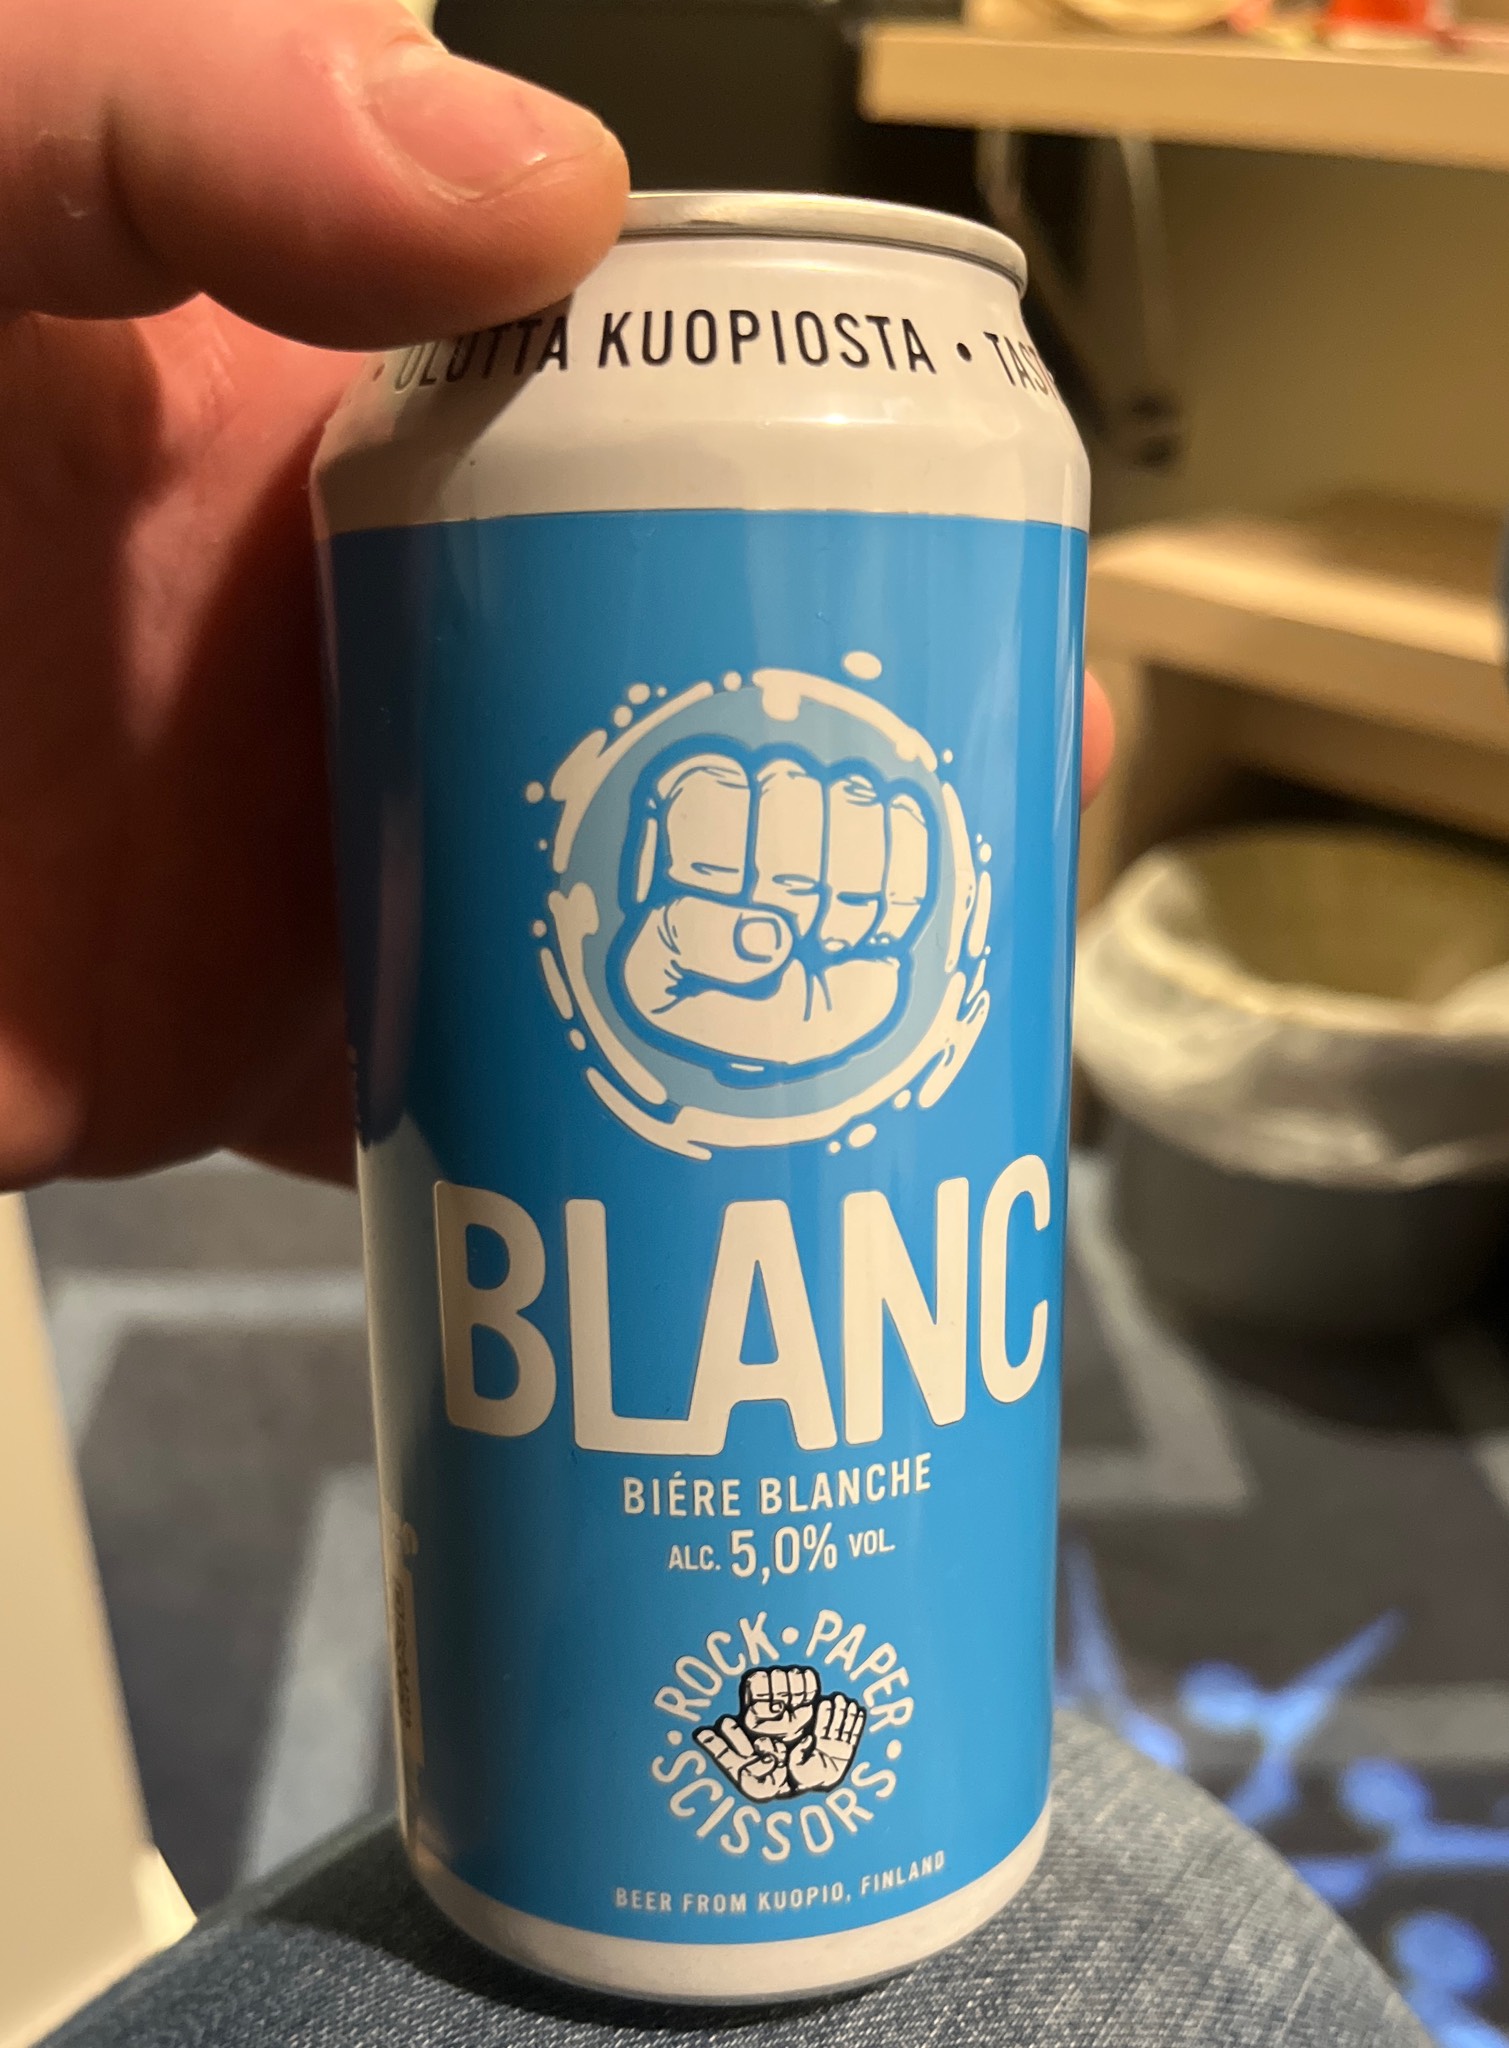 • OLUTTA KUOPIOSTA •
BLANC
BIÉRE BLANCHE
ALC. 5,0% VOL.
ROCK • PAPER • SCISSORS •
BEER FROM KUOPIO, FINLAND